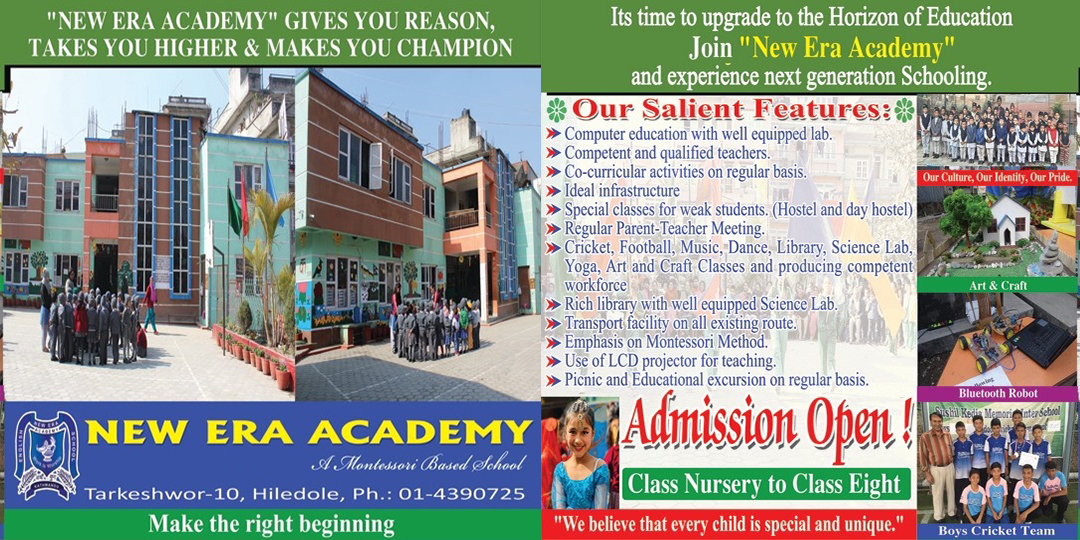 "NEW ERA ACADEMY" GIVES YOU REASON,
TAKES YOU HIGHER & MAKES YOU CHAMPION
NEW ERA ACADEMY
A Montessori Based School
Tarkeshwor-10, Hiledole, Ph.: 01-4390725
Make the right beginning
Its time to upgrade to the Horizon of Education
Join "New Era Academy"
and experience next generation Schooling.
Our Salient Features:
Computer education with well equipped lab.
Competent and qualified teachers.
Co-curricular activities on regular basis.
Ideal infrastructure
Special classes for weak students. (Hostel and day hostel)
Regular Parent-Teacher Meeting.
Cricket, Football, Music, Dance, Library, Science Lab,
Yoga, Art and Craft Classes and producing competent
workforce
Rich library with well equipped Science Lab.
Transport facility on all existing route.
Emphasis on Montessori Method.
Use of LCD projector for teaching.
Picnic and Educational excursion on regular basis.
Admission Open !
Class Nursery to Class Eight
"We believe that every child is special and unique."
Our Culture, Our Identity, Our Pride.
Art & Craft
Bluetooth Robot
Boys Cricket Team